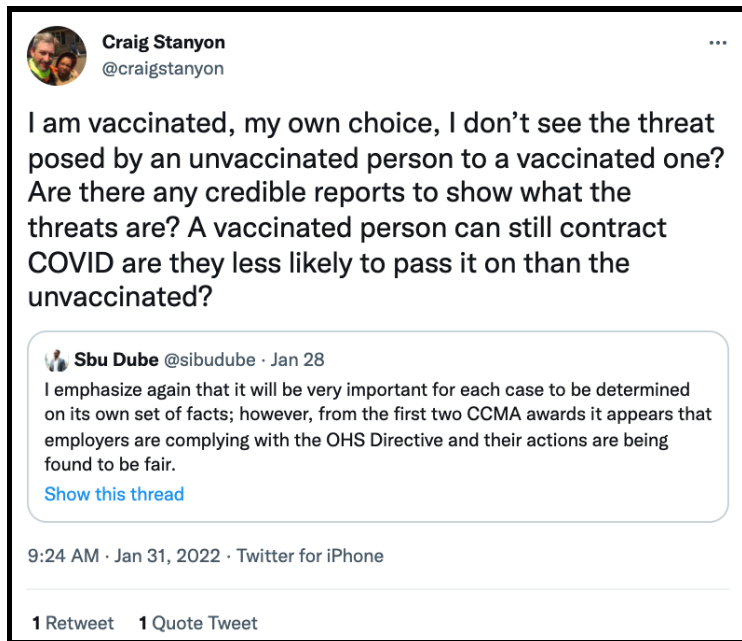 Craig Stanyon
@craigstanyon
I am vaccinated, my own choice, I don’t see the threat
posed by an unvaccinated person to a vaccinated one?
Are there any credible reports to show what the
threats are? A vaccinated person can still contract
COVID are they less likely to pass it on than the
unvaccinated?
Sbu Dube @sibudube · Jan 28
I emphasize again that it will be very important for each case to be determined
on its own set of facts; however, from the first two CCMA awards it appears that
employers are complying with the OHS Directive and their actions are being
found to be fair.
Show this thread
9:24 AM · Jan 31, 2022 · Twitter for iPhone
1 Retweet 1 Quote Tweet